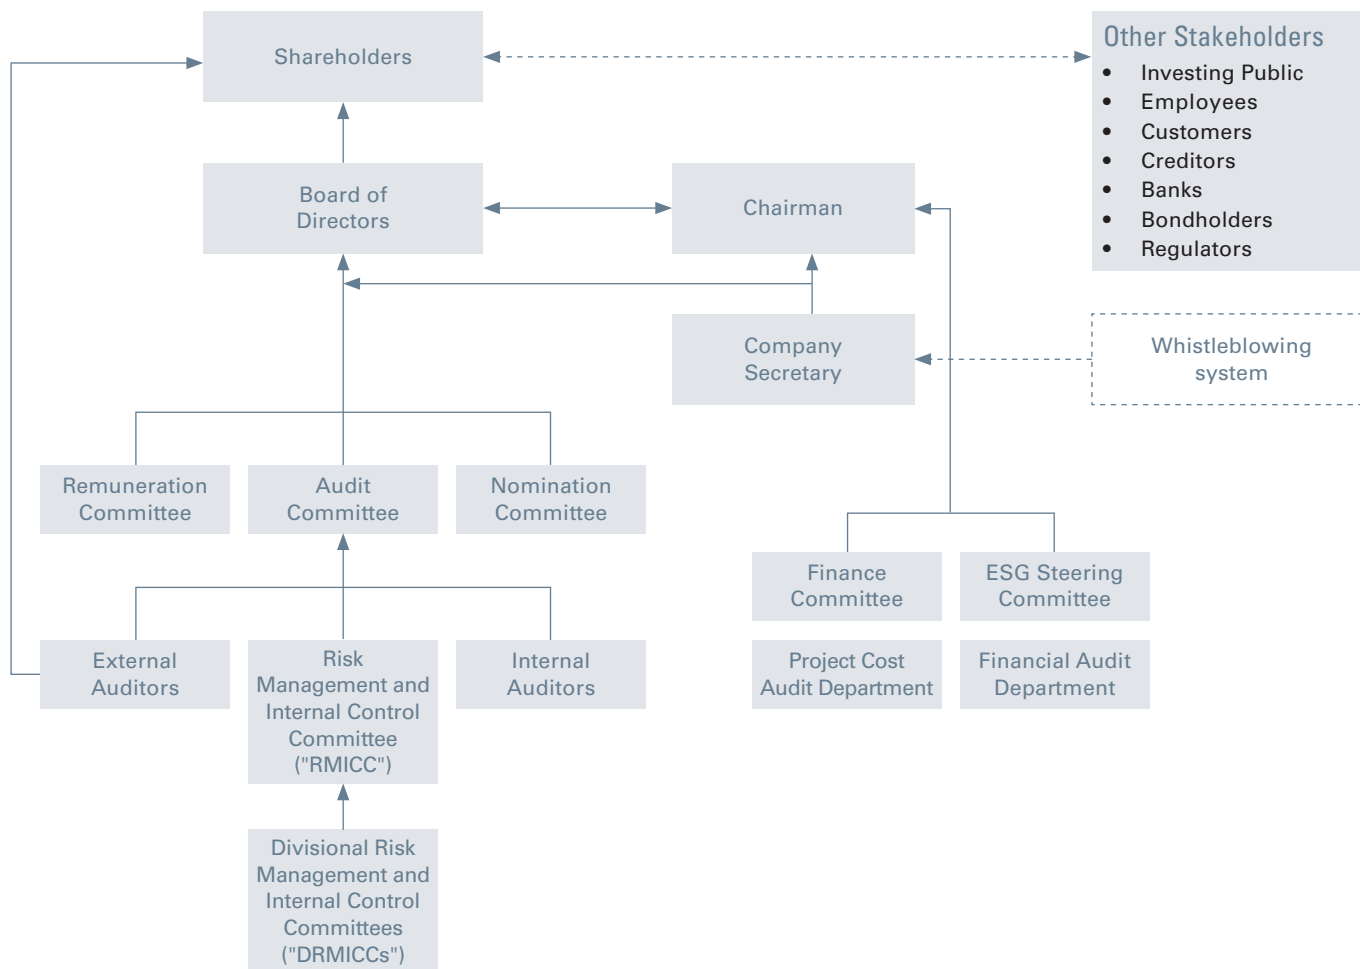 Shareholders
Other Stakeholders
• Investing Public
• Employees
• Customers
• Creditors
• Banks
• Bondholders
• Regulators
Board of
Directors
Chairman
Company
Secretary
Whistleblowing
system
Remuneration
Committee
Audit
Committee
Nomination
Committee
Finance
Committee
ESG Steering
Committee
External
Auditors
Risk
Management and
Internal Control
Committee
("RMICC")
Internal
Auditors
Project Cost
Audit Department
Financial Audit
Department
Divisional Risk
Management and
Internal Control
Committees
("DRMICCs")